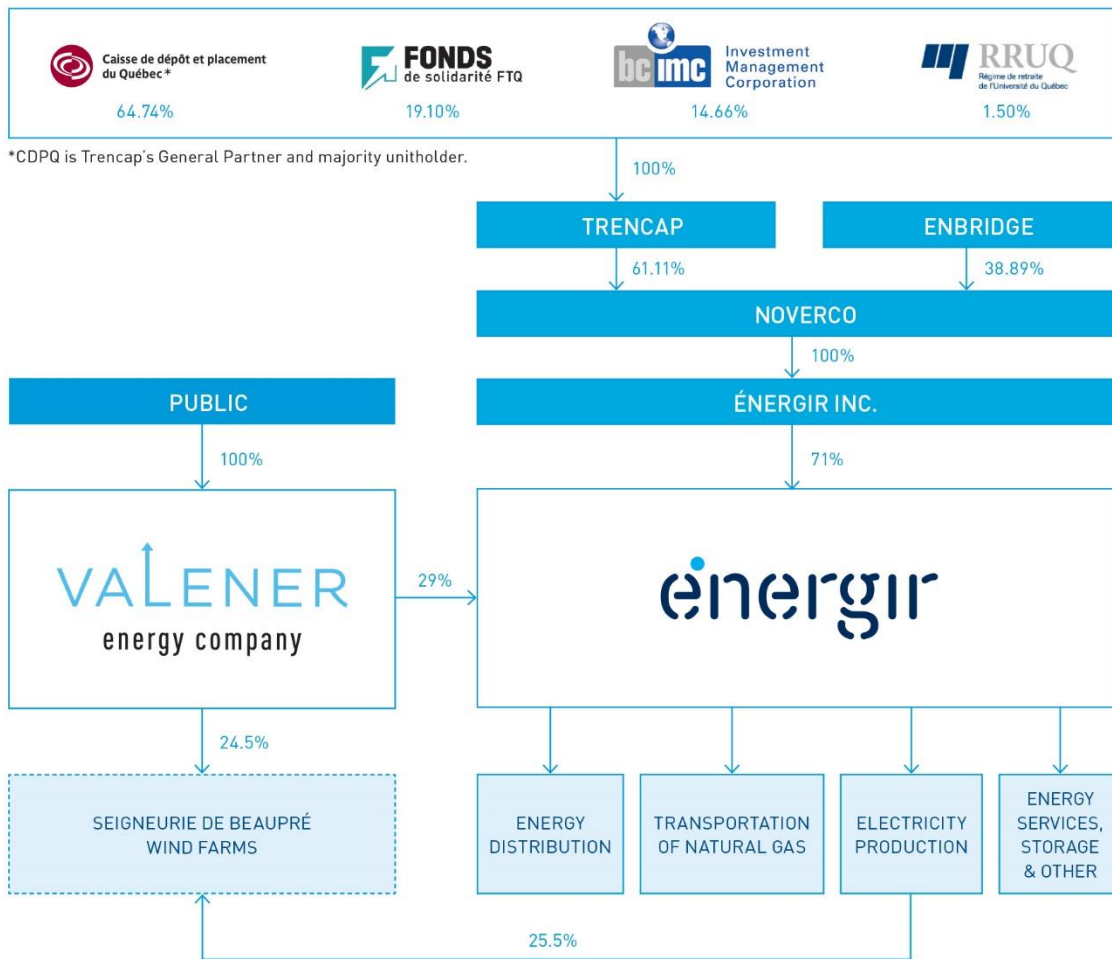 Caisse de dépôt et placement
du Québec*
64.74%
FONDS
de solidarité FTQ
19.10%
bcimc
Investment
Management
Corporation
14.66%
RRUQ
Régime de retraite
de l'Université du Québec
1.50%
*CDPQ is Trencap's General Partner and majority unitholder.
100%
TRENCAP
ENBRIDGE
61.11%
38.89%
NOVERCO
100%
PUBLIC
ÉNERGIR INC.
100%
71%
VALENER
energy company
29%
énergir
24.5%
SEIGNEURIE DE BEAUPRÉ
WIND FARMS
ENERGY
DISTRIBUTION
TRANSPORTATION
OF NATURAL GAS
ELECTRICITY
PRODUCTION
ENERGY
SERVICES,
STORAGE
& OTHER
25.5%